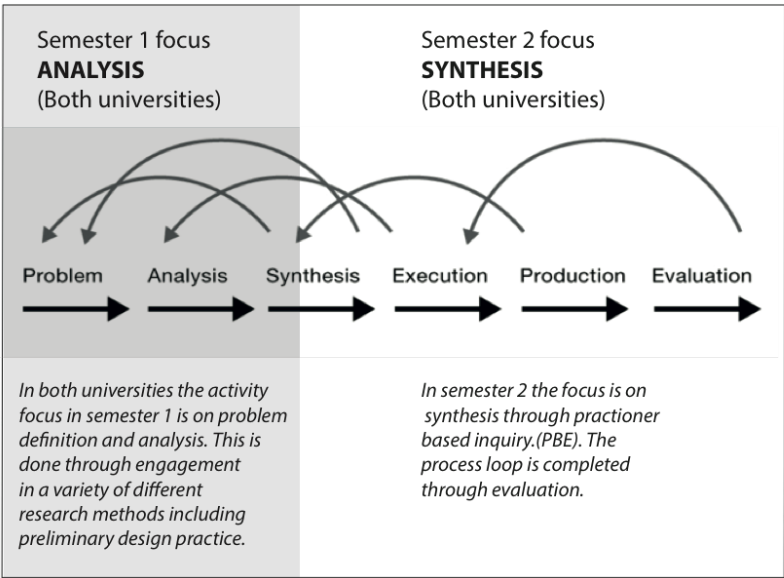 Semester 1 focus
ANALYSIS
(Both universities)
Semester 2 focus
SYNTHESIS
(Both universities)
Problem Analysis Synthesis Execution Production Evaluation
In both universities the activity
focus in semester 1 is on problem
definition and analysis. This is
done through engagement
in a variety of different
research methods including
preliminary design practice.
In semester 2 the focus is on
synthesis through practioner
based inquiry.(PBE). The
process loop is completed
through evaluation.